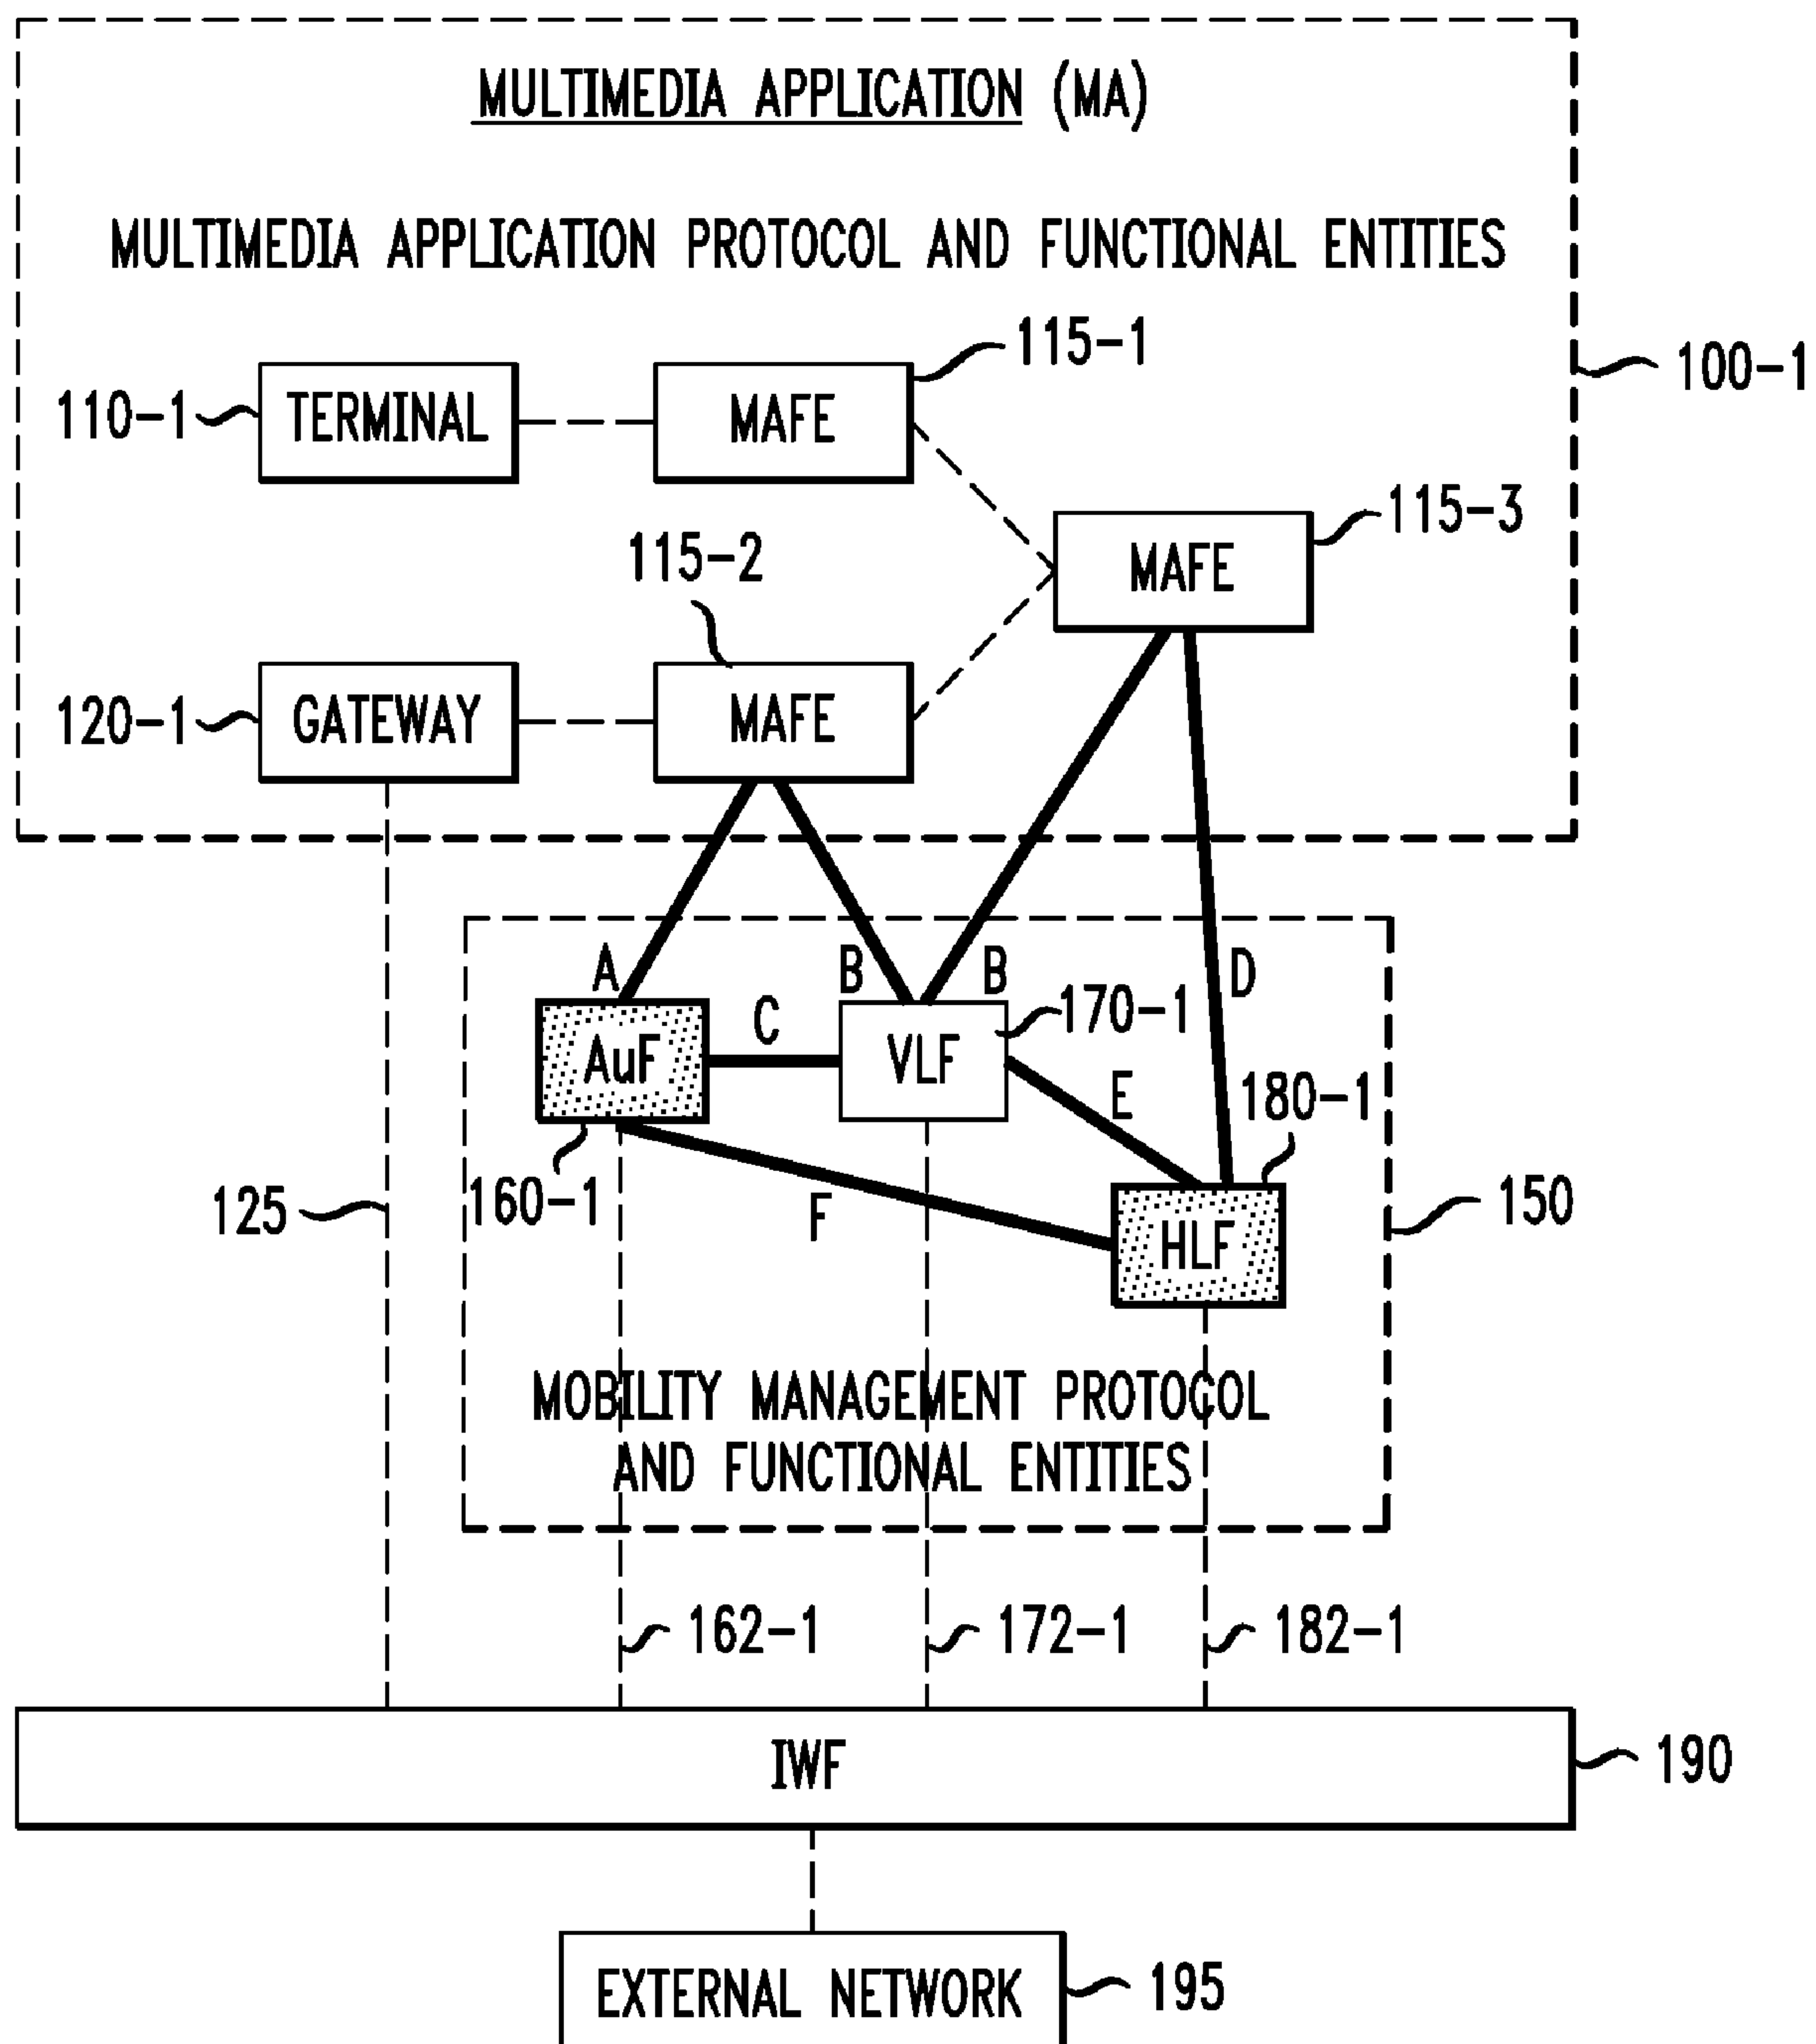 MULTIMEDIA APPLICATION (MA)
MULTIMEDIA APPLICATION PROTOCOL AND FUNCTIONAL ENTITIES
115-1
100-1
110-1
TERMINAL
MAFE
115-3
115-2
MAFE
120-1
GATEWAY
MAFE
A
B
B
D
C
170-1
AuF
VLF
E
180-1
160-1
125
F
HLF
150
MOBILITY MANAGEMENT PROTOCOL
AND FUNCTIONAL ENTITIES
162-1
172-1
182-1
IWF
190
EXTERNAL NETWORK
195